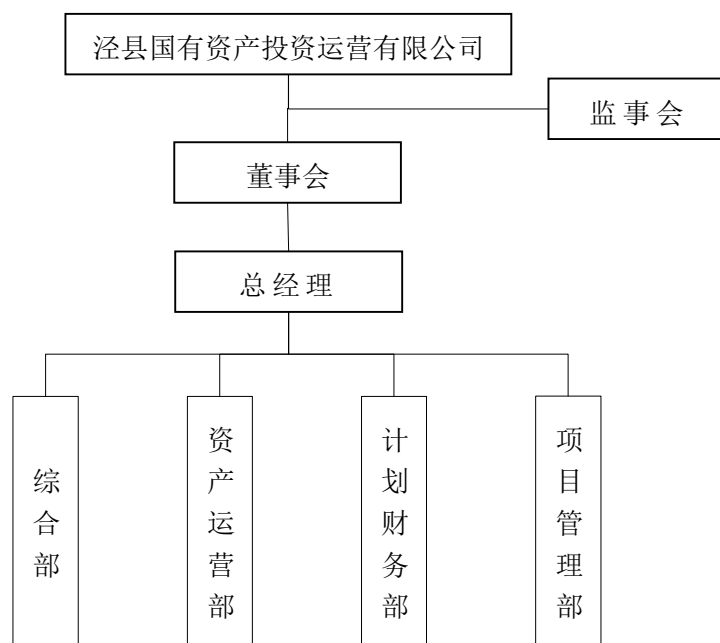 泾县国有资产投资运营有限公司
监事会
董事会
总经理
综合部
资产运营部
计划财务部
项目管理部